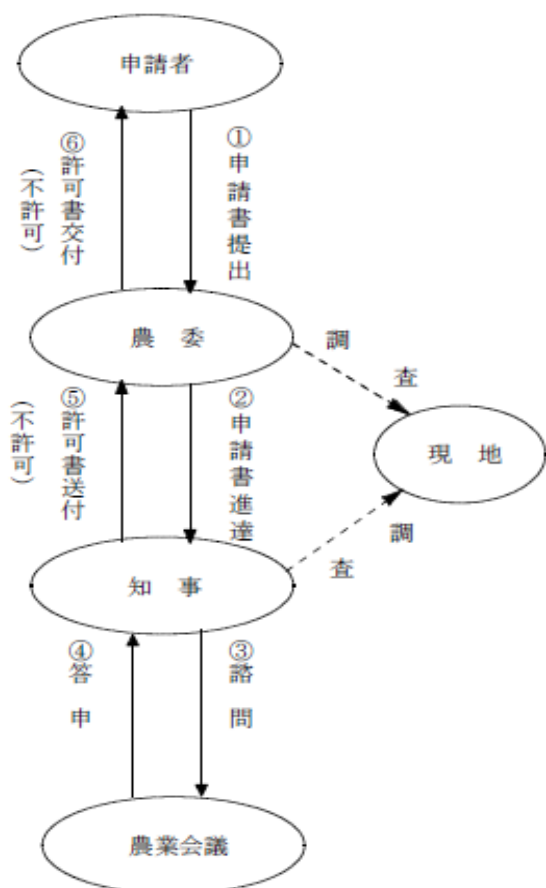 申請者
⑥許可書交付
(不許可)
①申請書提出
農 委
調
査
⑤許可書送付
(不許可)
②申請書進達
現 地
調
査
知 事
④答申
③諮問
農業会議